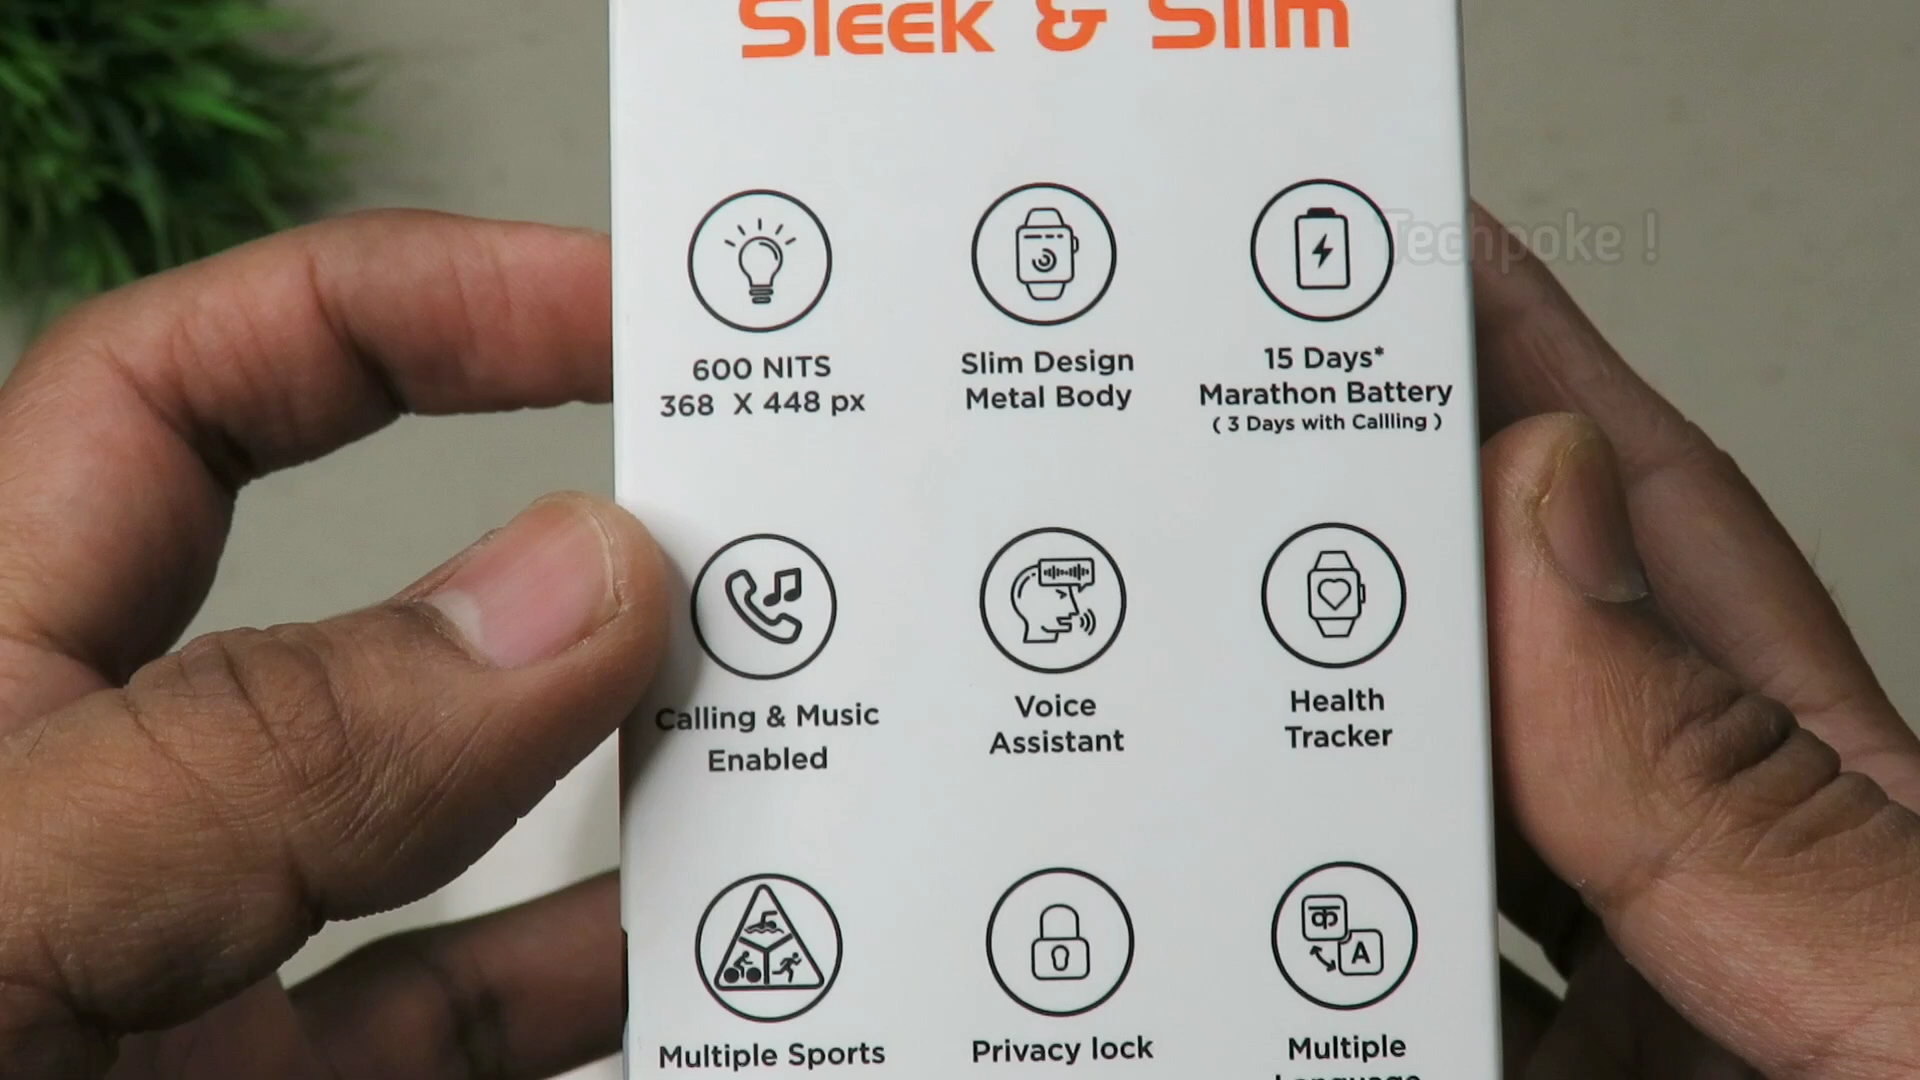 Sleek & Slim
Techpoke !
600 NITS
368 X 448 px
Slim Design
Metal Body
15 Days*
Marathon Battery
( 3 Days with Callling )
Calling & Music
Enabled
Voice
Assistant
Health
Tracker
क
A
Multiple Sports
Privacy lock
Multiple
Language